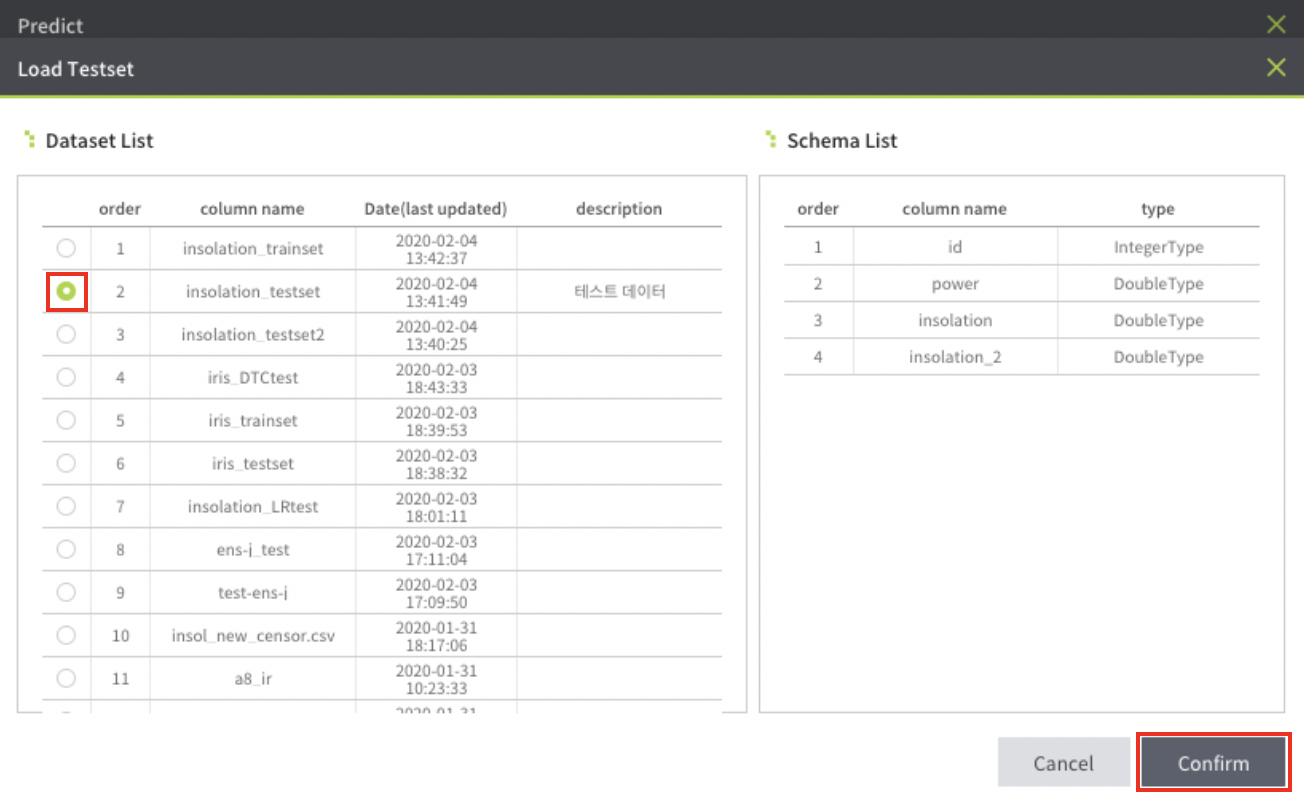 Predict
Load Testset
Dataset List
order column name Date(last updated) description
1 insolation_trainset 2020-02-04 13:42:37
2 insolation_testset 2020-02-04 13:41:49 테스트 데이터
3 insolation_testset2 2020-02-04 13:40:25
4 iris_DTCtest 2020-02-03 18:43:33
5 iris_trainset 2020-02-03 18:39:53
6 iris_testset 2020-02-03 18:38:32
7 insolation_LRtest 2020-02-03 18:01:11
8 ens-j_test 2020-02-03 17:11:04
9 test-ens-j 2020-02-03 17:09:50
10 insol_new_censor.csv 2020-01-31 18:17:06
11 a8_ir 2020-01-31 10:23:33
2020-01-31
Schema List
order column name type
1 id IntegerType
2 power DoubleType
3 insolation DoubleType
4 insolation_2 DoubleType
Cancel
Confirm